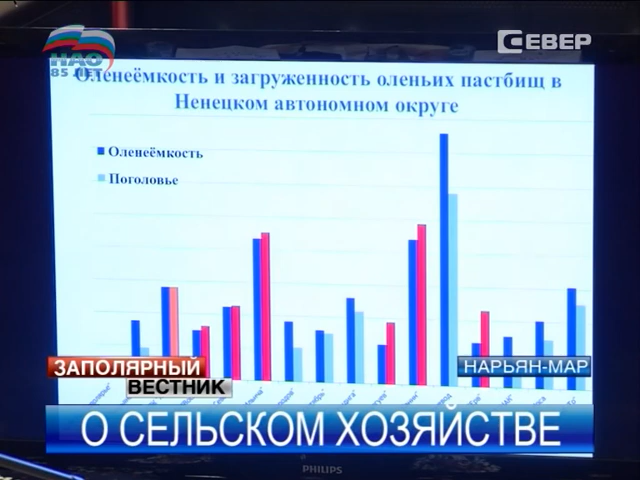 НАО
85 ЛЕТ
СЕВЕР
Оленеёмкость и загруженность оленьих пастбищ в
Ненецком автономном округе
Оленеёмкость
Поголовье
ЗАПОЛЯРНЫЙ
ВЕСТНИК
НАРЬЯН-МАР
О СЕЛЬСКОМ ХОЗЯЙСТВЕ
PHILIPS